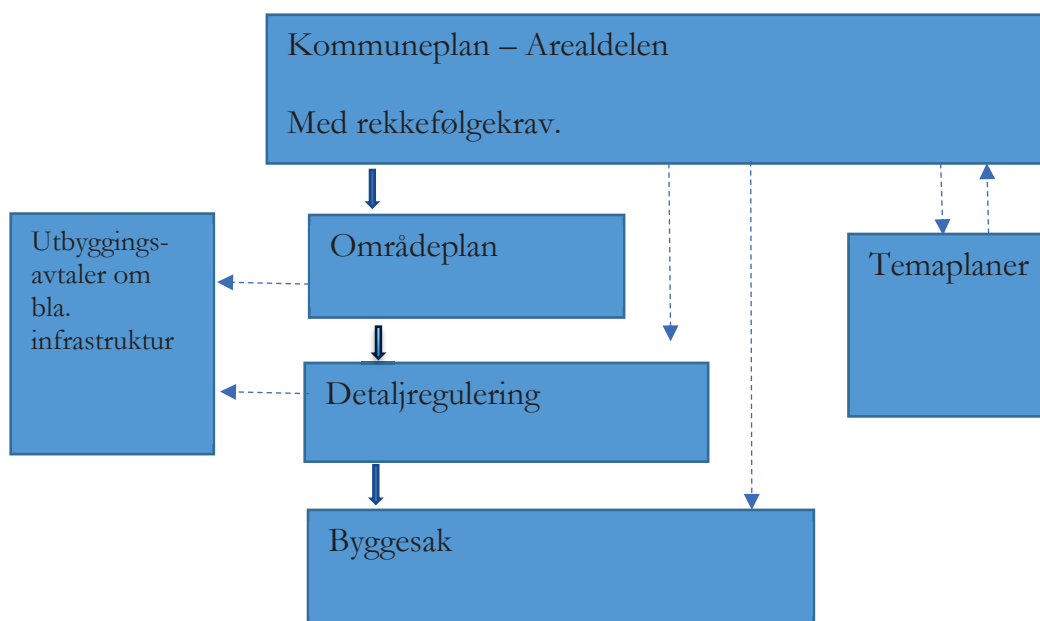 Kommuneplan – Arealdelen
Med rekkefølgekrav.
Utbyggings-
avtaler om
bla.
infrastruktur
Områdeplan
Temaplaner
Detaljregulering
Byggesak